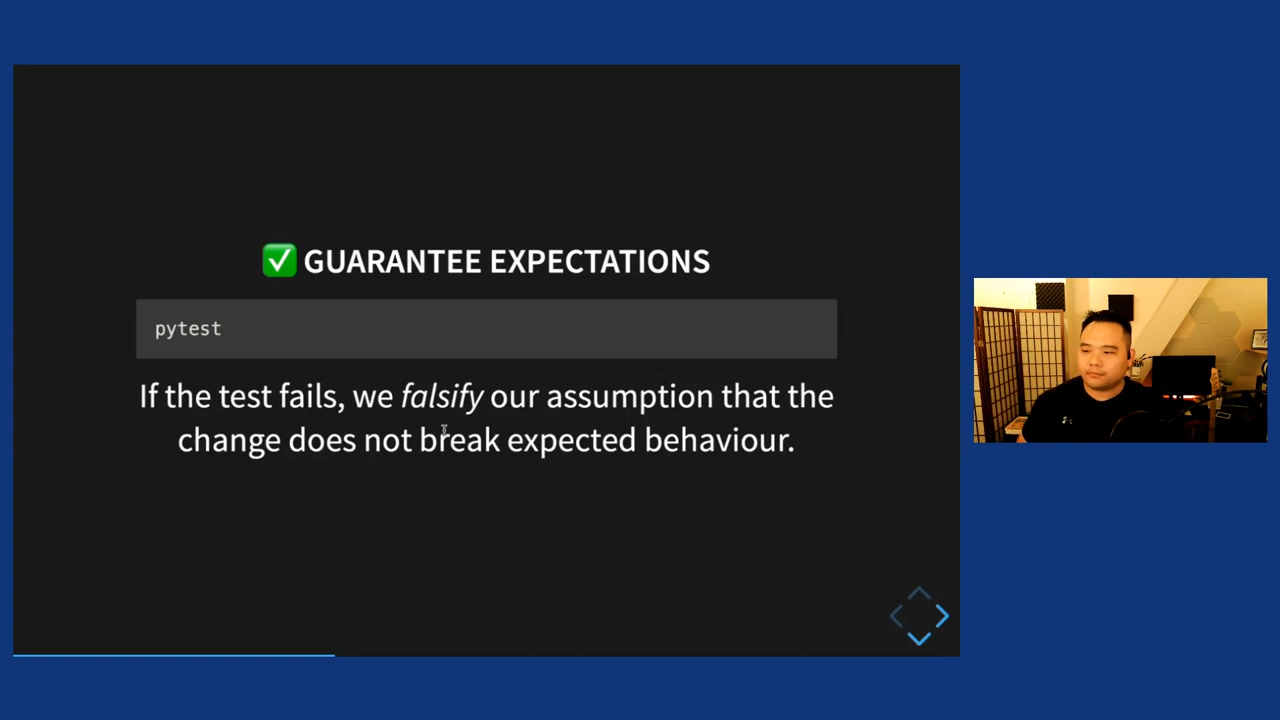 ✅ GUARANTEE EXPECTATIONS
pytest
If the test fails, we falsify our assumption that the
change does not break expected behaviour.